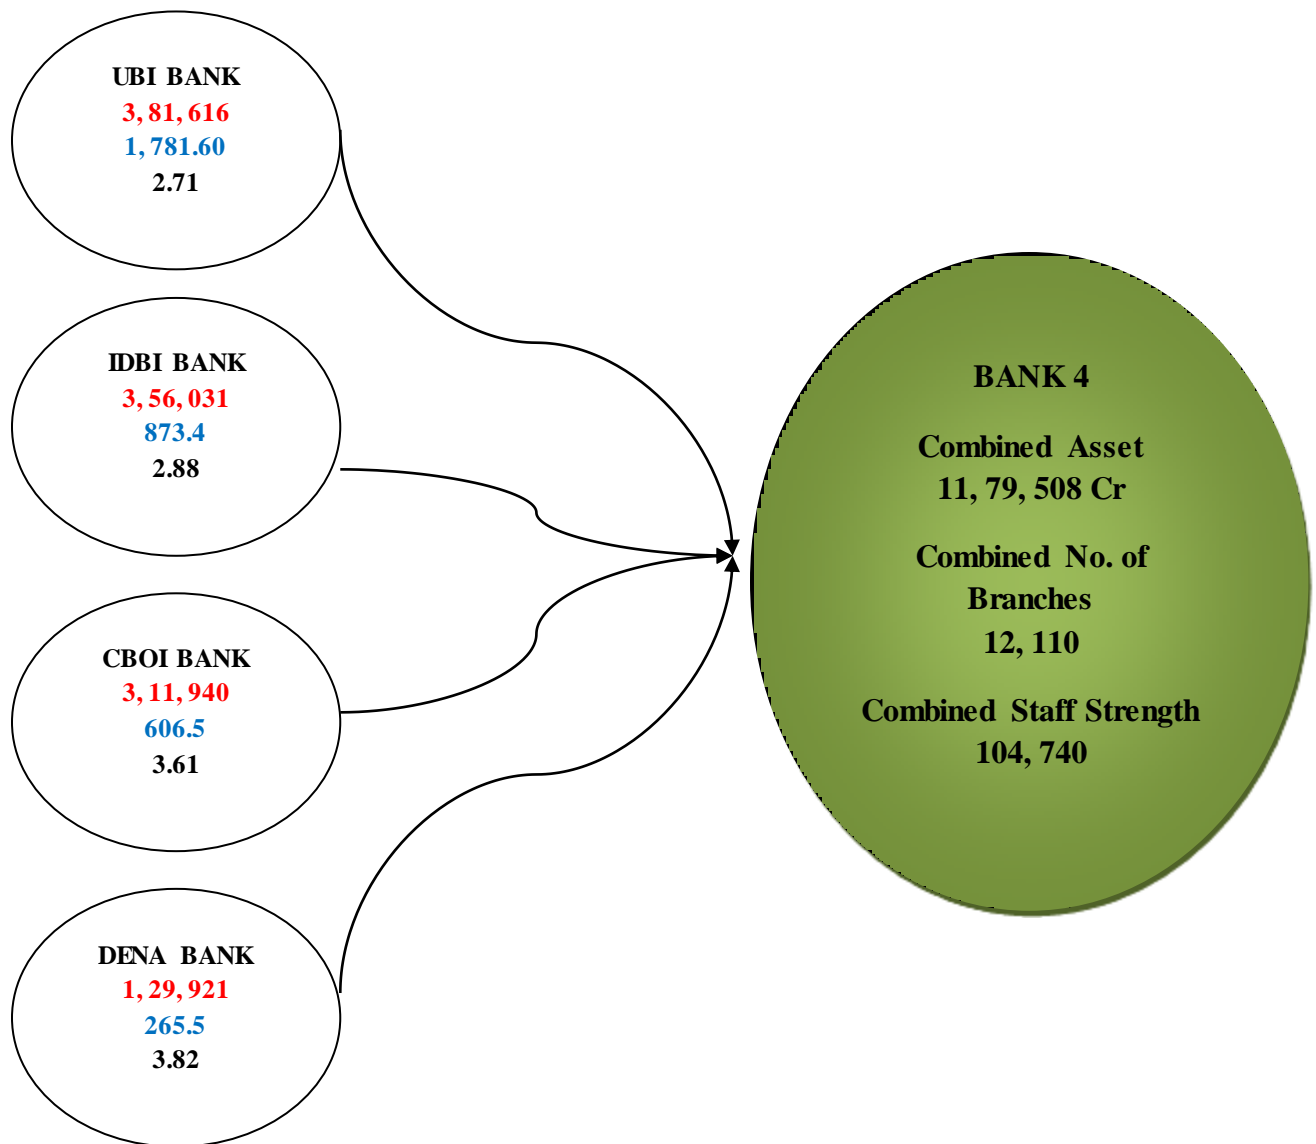 UBI BANK
3, 81, 616
1, 781.60
2.71
IDBI BANK
3, 56, 031
873.4
2.88
CBOI BANK
3, 11, 940
606.5
3.61
DENA BANK
1, 29, 921
265.5
3.82
BANK 4
Combined Asset
11, 79, 508 Cr
Combined No. of
Branches
12, 110
Combined Staff Strength
104, 740